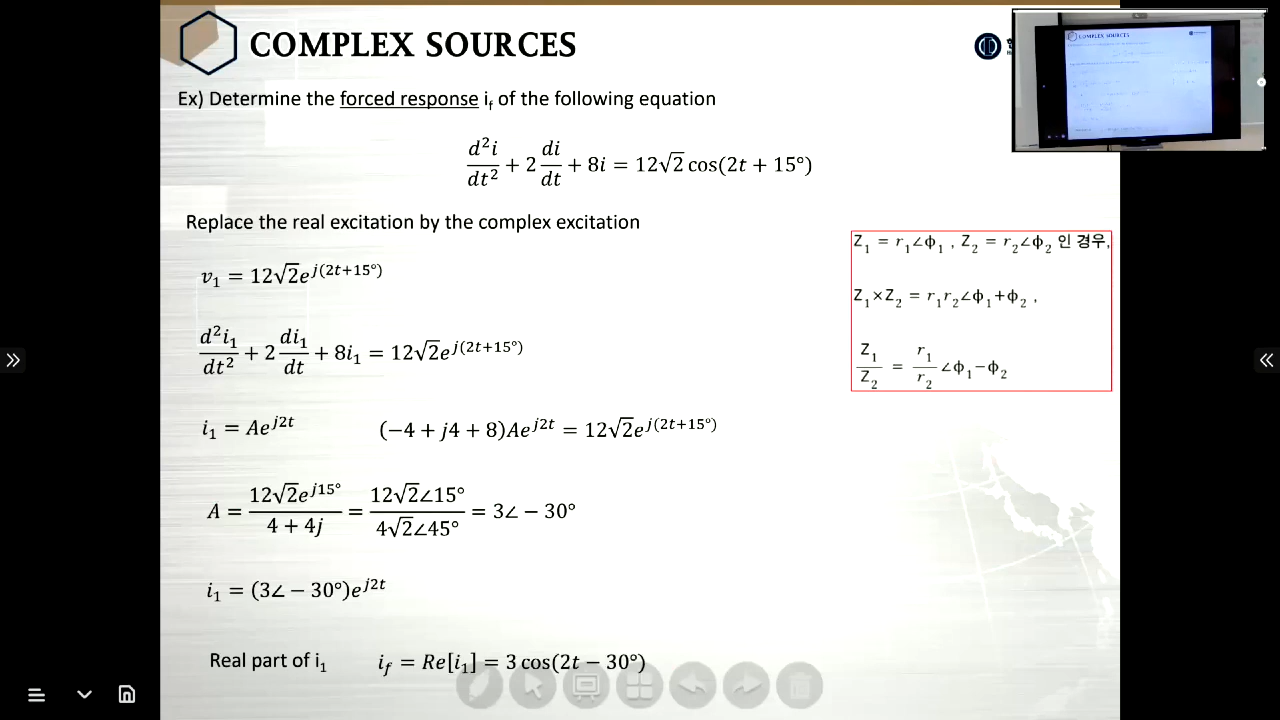 COMPLEX SOURCES
Ex) Determine the forced response i_f of the following equation
d²i/dt² + 2 di/dt + 8i = 12√2 cos(2t + 15°)
Replace the real excitation by the complex excitation
v₁ = 12√2e^{j(2t+15°)}
d²i₁/dt² + 2 di₁/dt + 8i₁ = 12√2e^{j(2t+15°)}
i₁ = Ae^{j2t} (−4 + j4 + 8)Ae^{j2t} = 12√2e^{j(2t+15°)}
A = 12√2e^{j15°}/(4 + 4j) = 12√2∠15°/4√2∠45° = 3∠ − 30°
i₁ = (3∠ − 30°)e^{j2t}
Real part of i₁ i_f = Re[i₁] = 3 cos(2t − 30°)
Z₁ = r₁∠ϕ₁ , Z₂ = r₂∠ϕ₂ 인 경우,
Z₁×Z₂ = r₁r₂∠ϕ₁+ϕ₂ ,
Z₁/Z₂ = r₁/r₂ ∠ϕ₁−ϕ₂
COMPLEX SOURCES